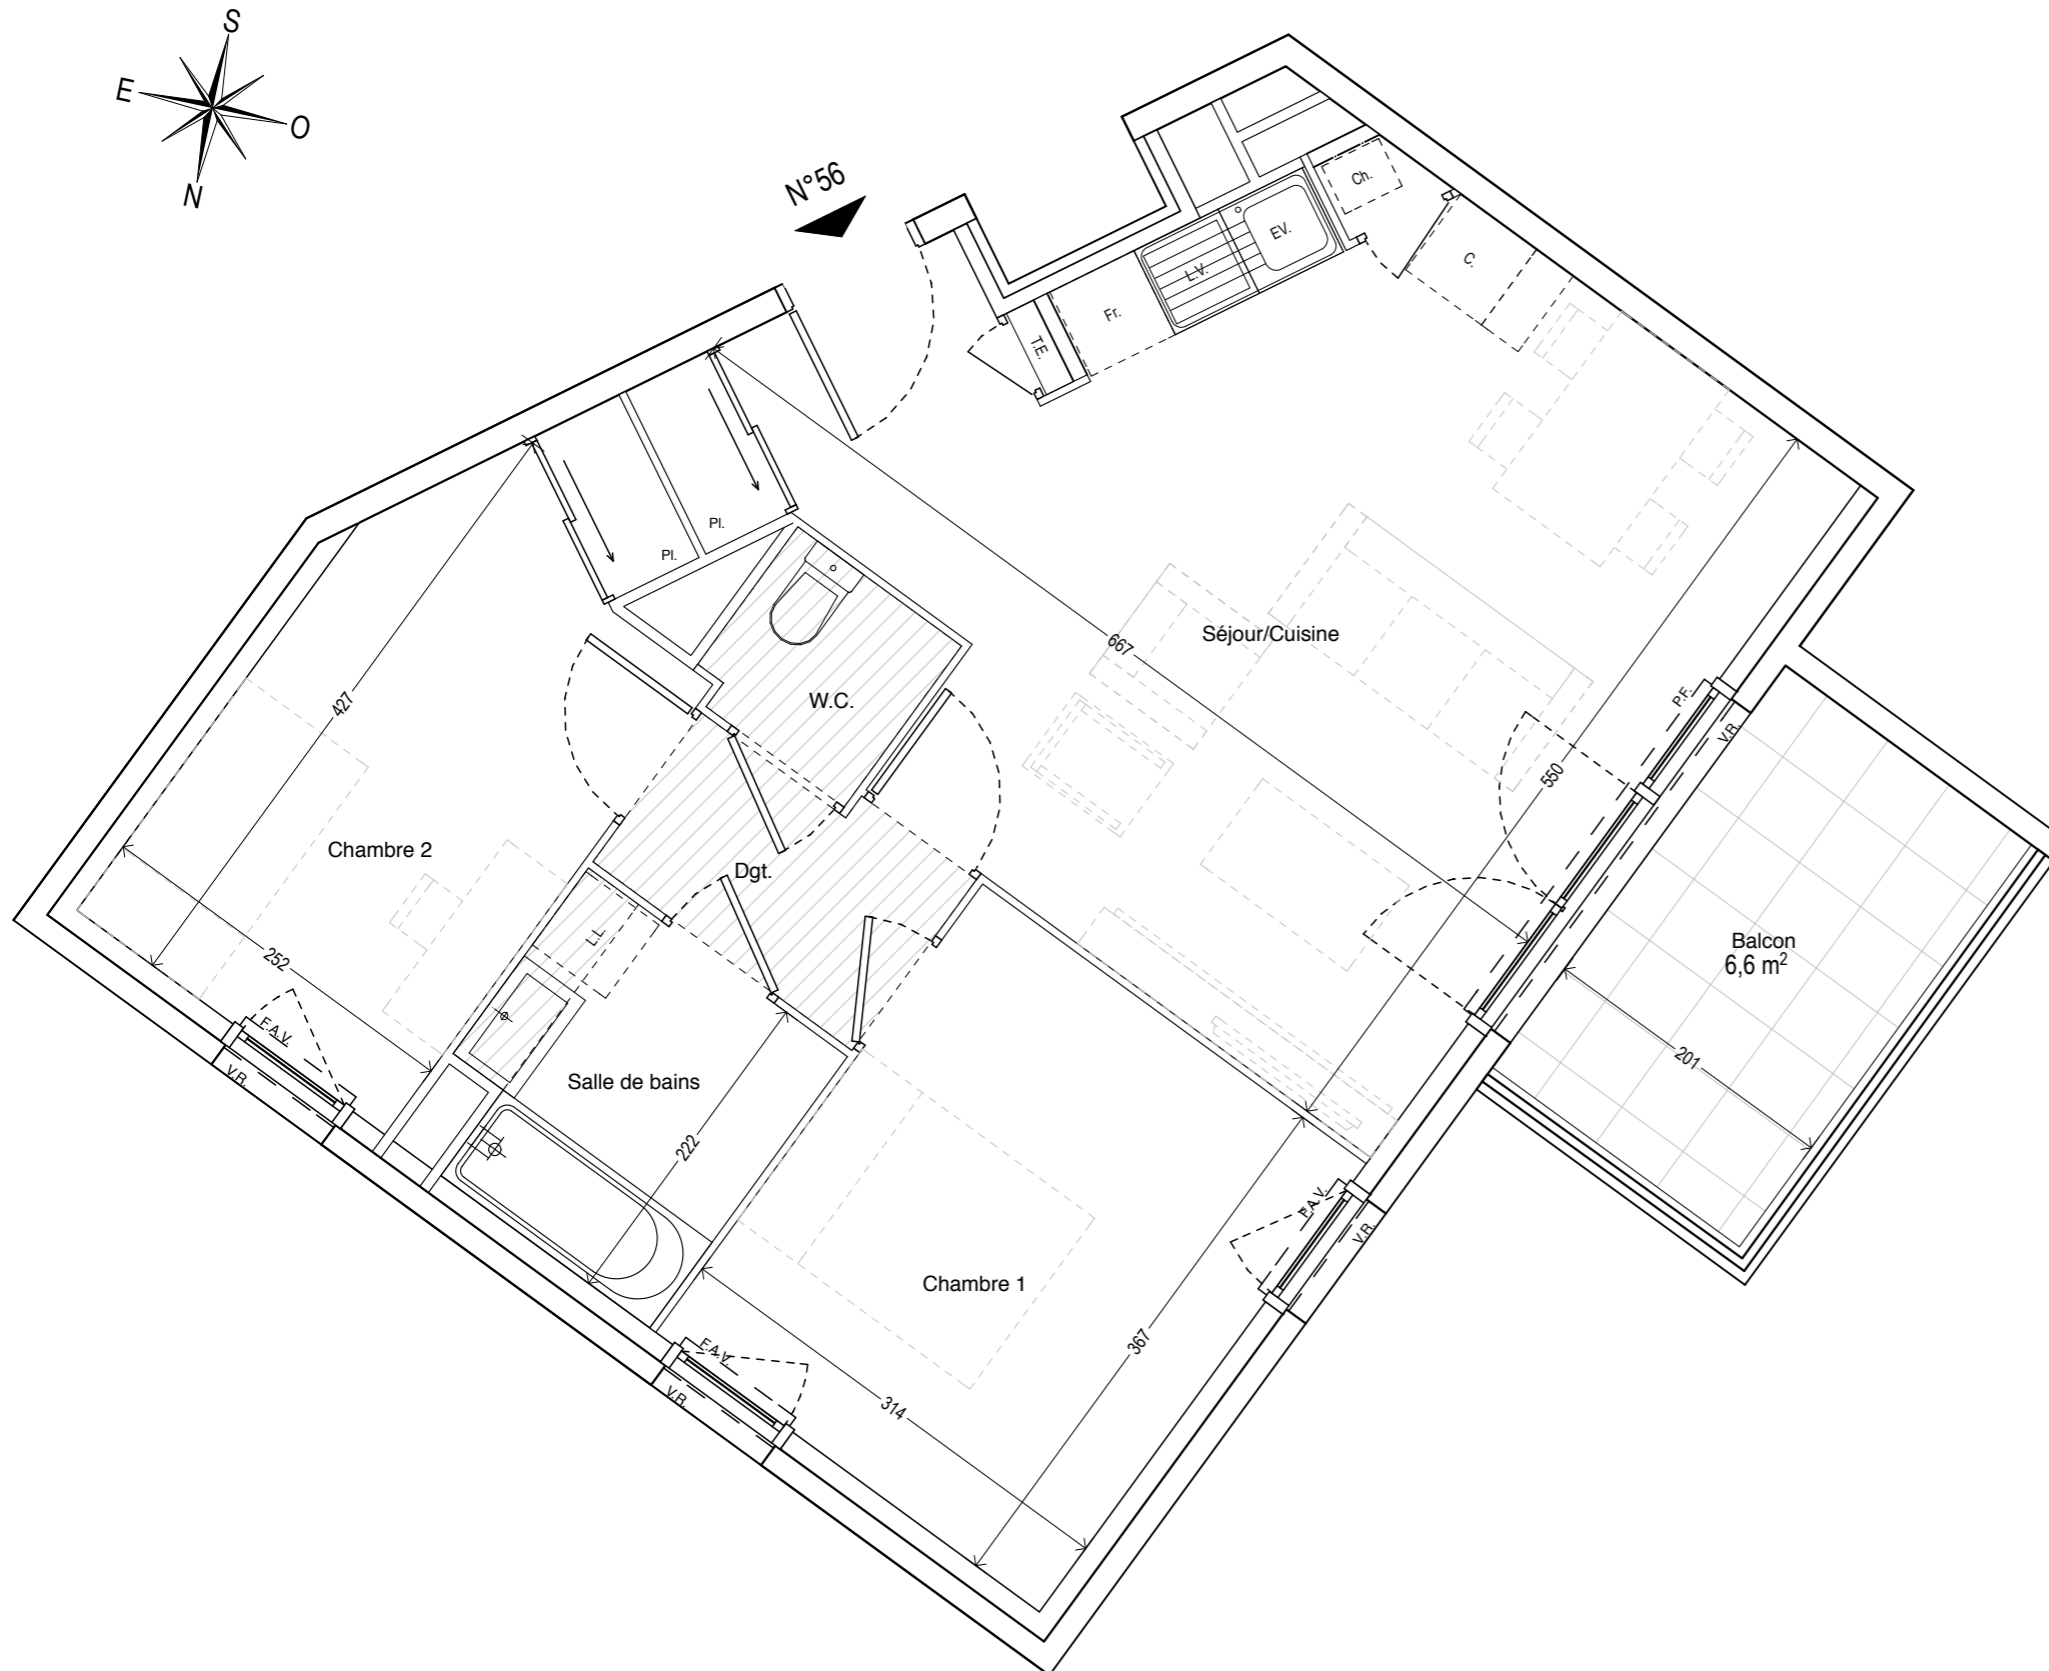 S
E
O
N
N°56
Ch.
EV.
L.V.
C.
Fr.
T.E.
Pl.
Pl.
667
Séjour/Cuisine
W.C.
427
P.F.
V.R.
550
Chambre 2
Dgt.
L.L
Balcon
6,6 m²
252
201
F.A.V.
V.R.
Salle de bains
222
F.A.V.
V.R.
Chambre 1
367
F.A.V.
V.R.
314